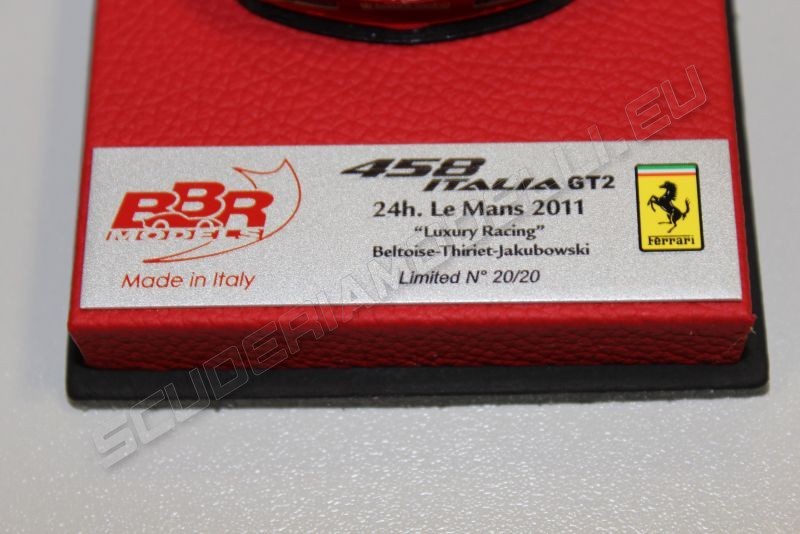 BBR
MODELS
Made in Italy
458
ITALIA GT2
24h. Le Mans 2011
"Luxury Racing"
Beltoise-Thiriet-Jakubowski
Limited N° 20/20
Ferrari